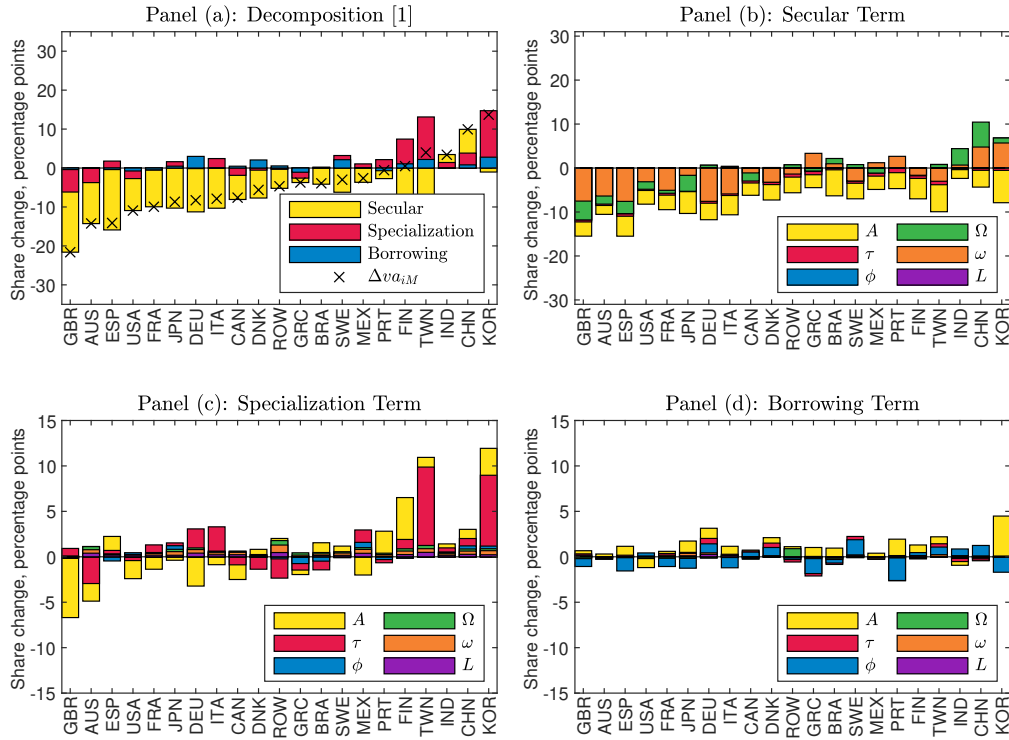 Panel (a): Decomposition [1]
Share change, percentage points
30
20
10
0
-10
-20
-30
Secular
Specialization
Borrowing
Δva_{iM}
GBR AUS ESP USA FRA JPN DEU ITA CAN DNK ROW GRC BRA SWE MEX PRT FIN TWN IND CHN KOR
Panel (b): Secular Term
Share change, percentage points
30
20
10
0
-10
-20
-30
A Ω
τ ω
ϕ L
GBR AUS ESP USA FRA JPN DEU ITA CAN DNK ROW GRC BRA SWE MEX PRT FIN TWN IND CHN KOR
Panel (c): Specialization Term
Share change, percentage points
15
10
5
0
-5
-10
-15
A Ω
τ ω
ϕ L
GBR AUS ESP USA FRA JPN DEU ITA CAN DNK ROW GRC BRA SWE MEX PRT FIN TWN IND CHN KOR
Panel (d): Borrowing Term
Share change, percentage points
15
10
5
0
-5
-10
-15
A Ω
τ ω
ϕ L
GBR AUS ESP USA FRA JPN DEU ITA CAN DNK ROW GRC BRA SWE MEX PRT FIN TWN IND CHN KOR